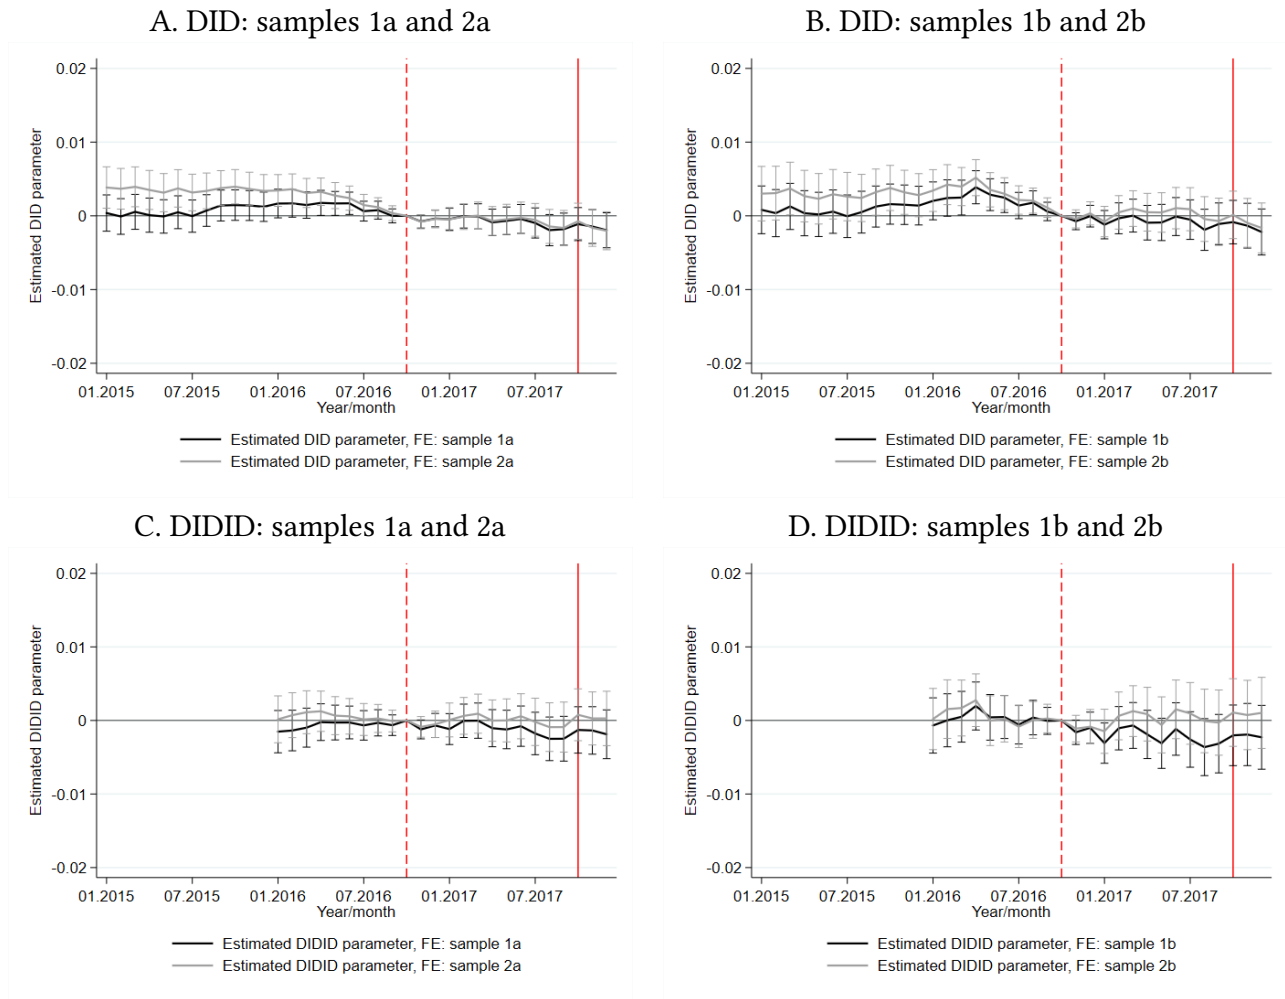 A. DID: samples 1a and 2a
Estimated DID parameter
0.02
0.01
0
-0.01
-0.02
01.2015 07.2015 01.2016 07.2016 01.2017 07.2017
Year/month
Estimated DID parameter, FE: sample 1a
Estimated DID parameter, FE: sample 2a
B. DID: samples 1b and 2b
Estimated DID parameter
0.02
0.01
0
-0.01
-0.02
01.2015 07.2015 01.2016 07.2016 01.2017 07.2017
Year/month
Estimated DID parameter, FE: sample 1b
Estimated DID parameter, FE: sample 2b
C. DIDID: samples 1a and 2a
Estimated DIDID parameter
0.02
0.01
0
-0.01
-0.02
01.2015 07.2015 01.2016 07.2016 01.2017 07.2017
Year/month
Estimated DIDID parameter, FE: sample 1a
Estimated DIDID parameter, FE: sample 2a
D. DIDID: samples 1b and 2b
Estimated DIDID parameter
0.02
0.01
0
-0.01
-0.02
01.2015 07.2015 01.2016 07.2016 01.2017 07.2017
Year/month
Estimated DIDID parameter, FE: sample 1b
Estimated DIDID parameter, FE: sample 2b